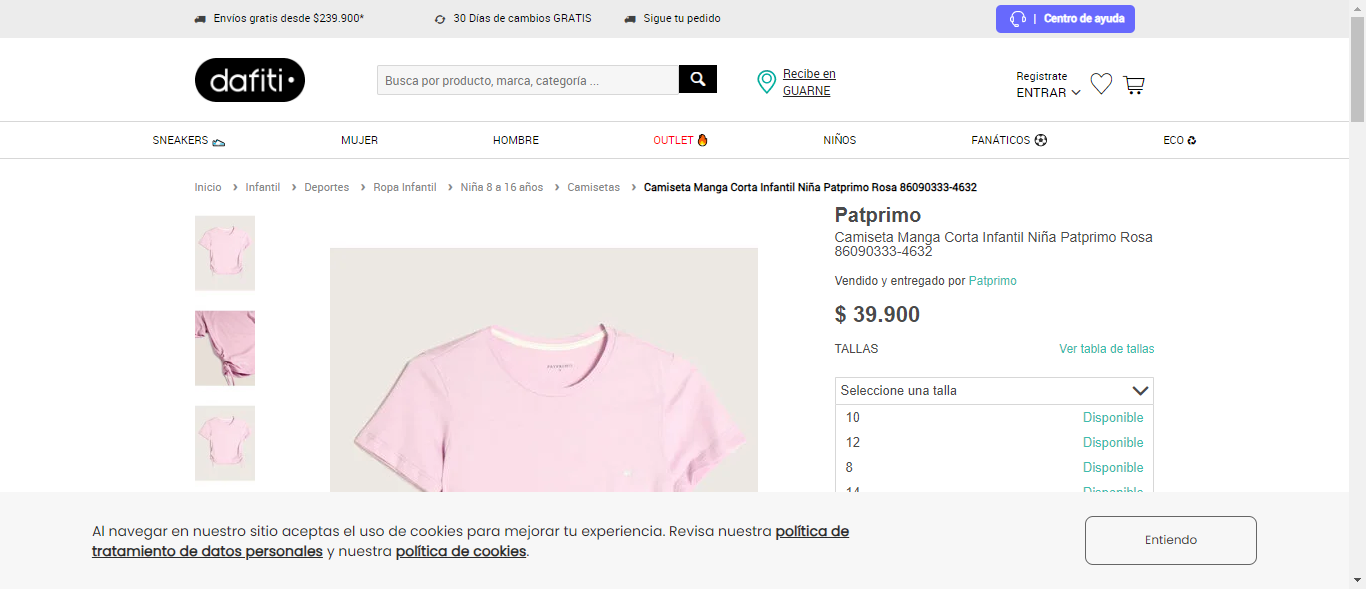 Envíos gratis desde $239.900*
30 Días de cambios GRATIS
Sigue tu pedido
| Centro de ayuda
dafiti
Busca por producto, marca, categoría ...
Recibe en
GUARNE
Registrate
ENTRAR
SNEAKERS
MUJER
HOMBRE
OUTLET
NIÑOS
FANÁTICOS
ECO
Inicio › Infantil › Deportes › Ropa Infantil › Niña 8 a 16 años › Camisetas › Camiseta Manga Corta Infantil Niña Patprimo Rosa 86090333-4632
Patprimo
Camiseta Manga Corta Infantil Niña Patprimo Rosa
86090333-4632
Vendido y entregado por Patprimo
$ 39.900
TALLAS
Ver tabla de tallas
Seleccione una talla
10 Disponible
12 Disponible
8 Disponible
14 Disponible
Al navegar en nuestro sitio aceptas el uso de cookies para mejorar tu experiencia. Revisa nuestra política de
tratamiento de datos personales y nuestra política de cookies.
Entiendo